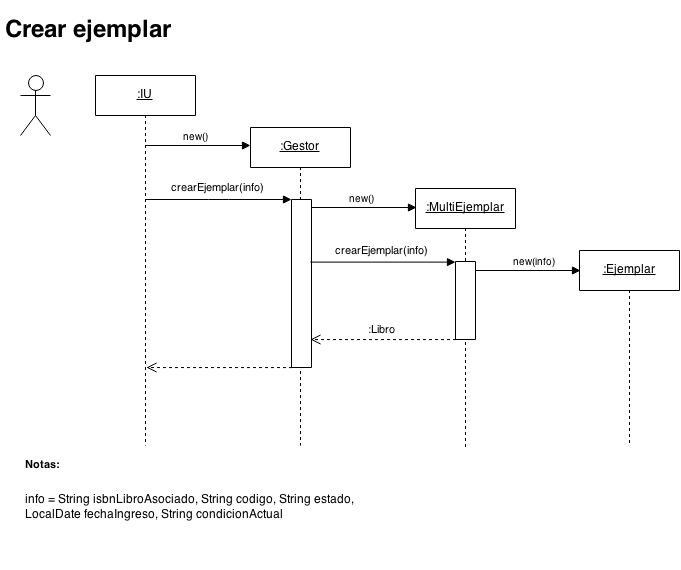 Crear ejemplar
:IU
new()
:Gestor
crearEjemplar(info)
new()
:MultiEjemplar
crearEjemplar(info)
new(info)
:Ejemplar
:Libro
Notas:
info = String isbnLibroAsociado, String codigo, String estado,
LocalDate fechaIngreso, String condicionActual